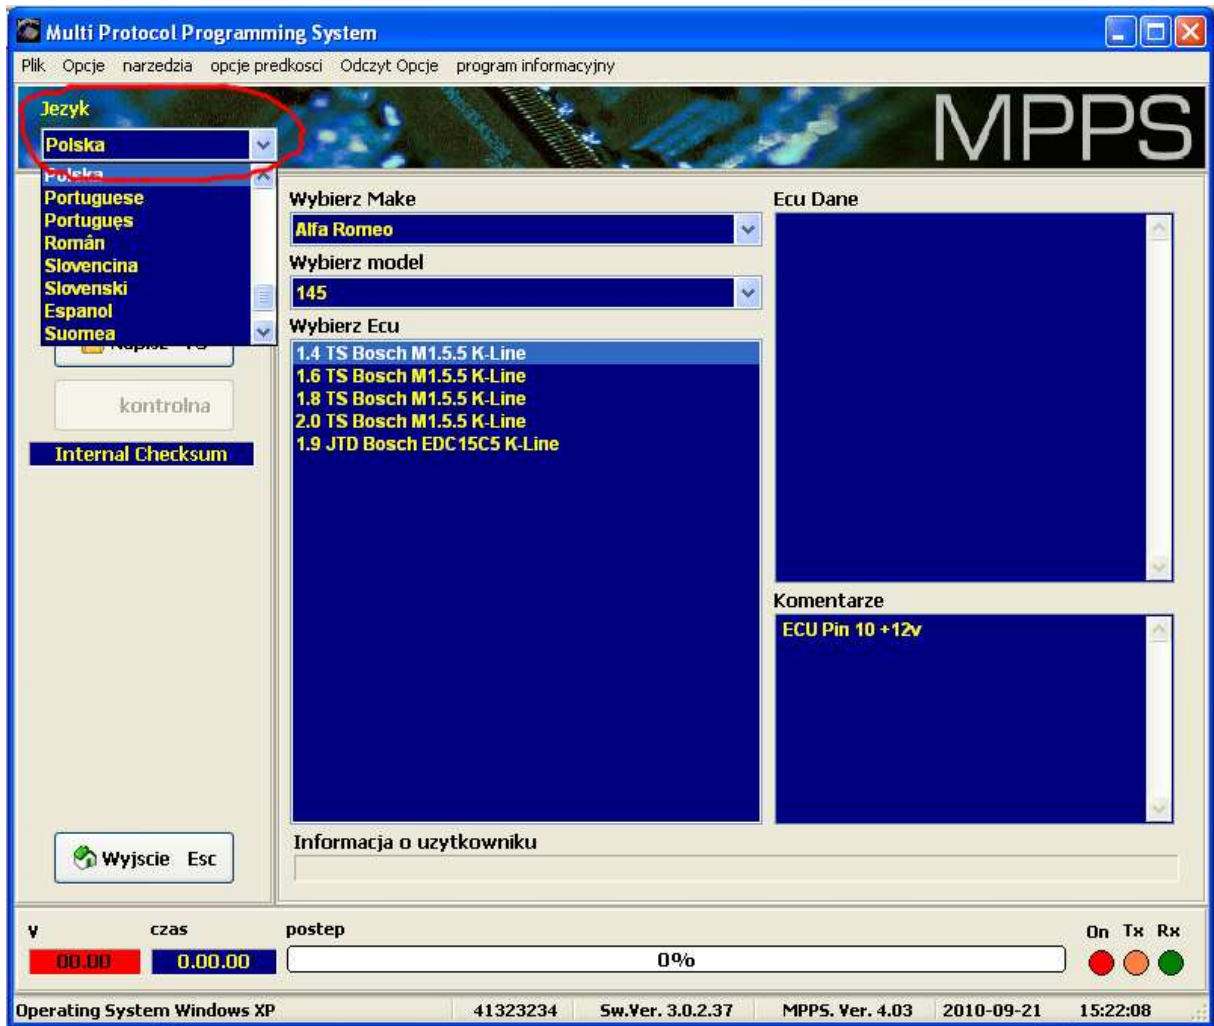 Multi Protocol Programming System
Plik Opcje narzedzia opcje predkosci Odczyt Opcje program informacyjny
Jezyk
MPPS
Polska
Polska
Portuguese
Portuguęs
Român
Slovencina
Slovenski
Espanol
Suomea
kontrolna
Internal Checksum
Wyjscie Esc
Wybierz Make
Alfa Romeo
Wybierz model
145
Wybierz Ecu
1.4 TS Bosch M1.5.5 K-Line
1.6 TS Bosch M1.5.5 K-Line
1.8 TS Bosch M1.5.5 K-Line
2.0 TS Bosch M1.5.5 K-Line
1.9 JTD Bosch EDC15C5 K-Line
Ecu Dane
Komentarze
ECU Pin 10 +12v
Informacja o uzytkowniku
v czas postep On Tx Rx
00.00 0.00.00 0%
Operating System Windows XP 41323234 Sw.Ver. 3.0.2.37 MPPS. Ver. 4.03 2010-09-21 15:22:08